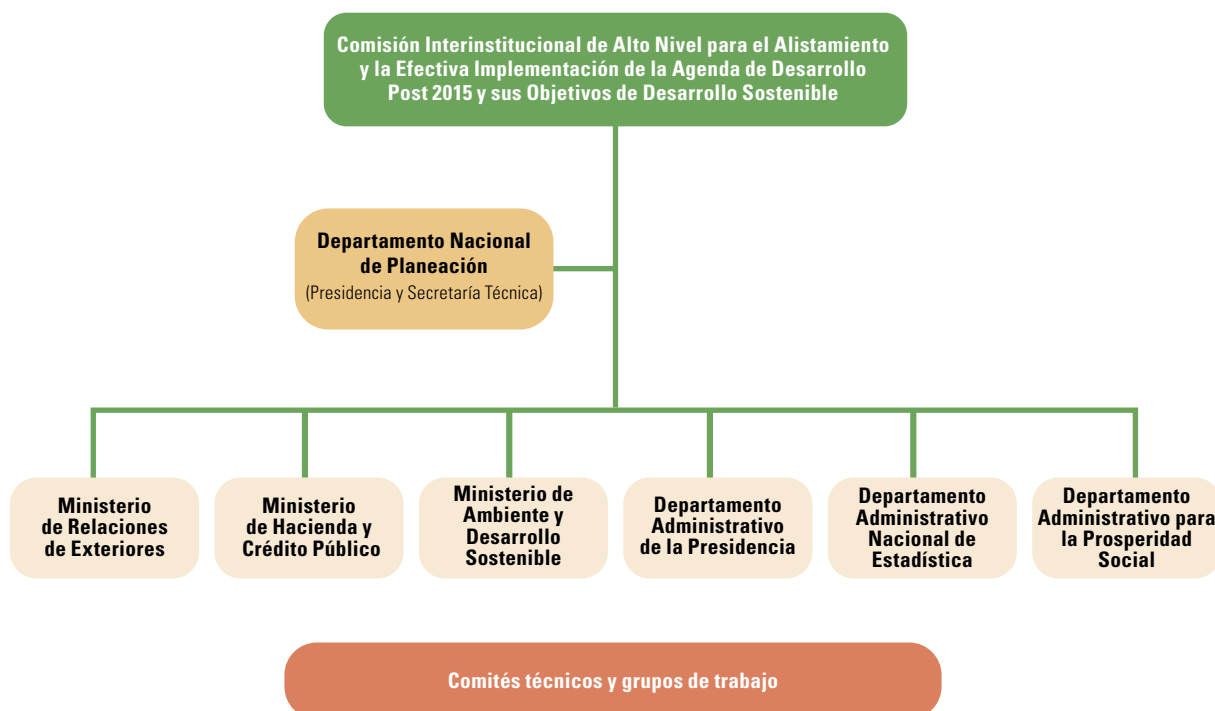 Comisión Interinstitucional de Alto Nivel para el Alistamiento
y la Efectiva Implementación de la Agenda de Desarrollo
Post 2015 y sus Objetivos de Desarrollo Sostenible
Departamento Nacional
de Planeación
(Presidencia y Secretaría Técnica)
Ministerio
de Relaciones
de Exteriores
Ministerio
de Hacienda y
Crédito Público
Ministerio de
Ambiente y
Desarrollo
Sostenible
Departamento
Administrativo
de la Presidencia
Departamento
Administrativo
Nacional de
Estadística
Departamento
Administrativo para
la Prosperidad
Social
Comités técnicos y grupos de trabajo